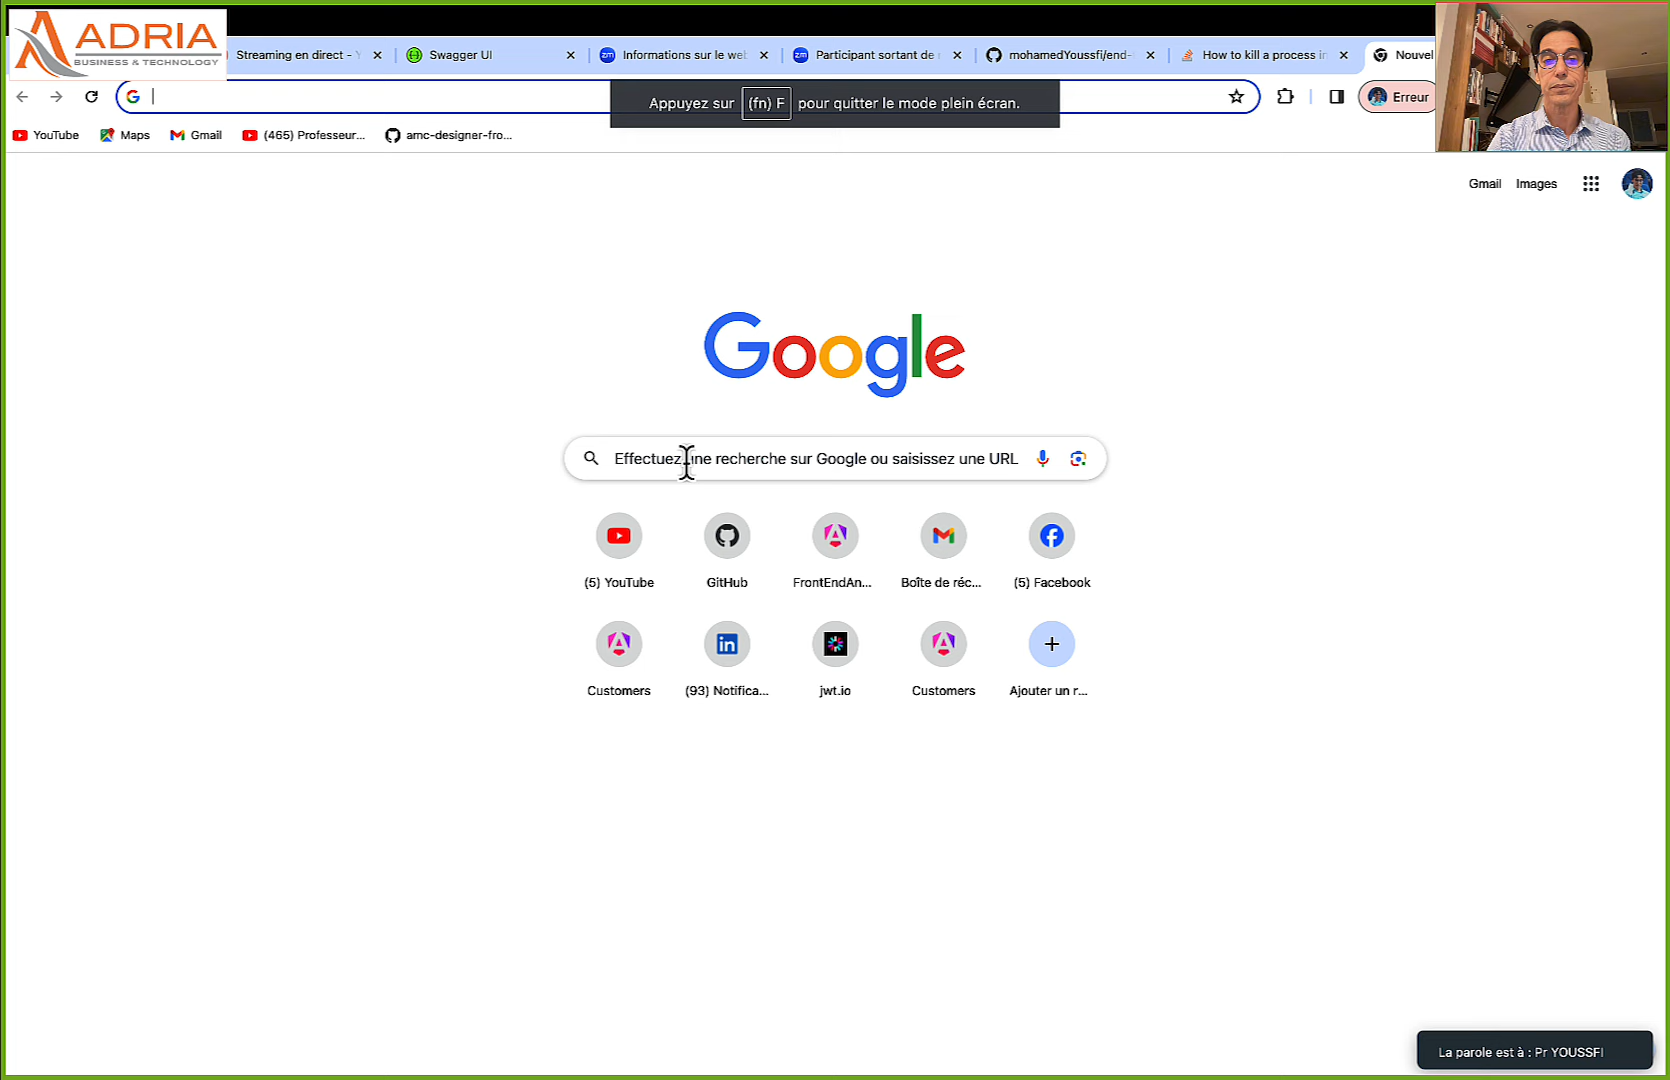 ADRIA
BUSINESS & TECHNOLOGY
Streaming en direct - Y
Swagger UI
Informations sur le web
Participant sortant de
mohamedYoussfi/end-
How to kill a process in
Nouvel
Appuyez sur (fn) F pour quitter le mode plein écran.
Erreur
YouTube
Maps
Gmail
(465) Professeur...
amc-designer-fro...
Gmail
Images
Google
Effectuez une recherche sur Google ou saisissez une URL
(5) YouTube
GitHub
FrontEndAn...
Boîte de réc...
(5) Facebook
Customers
(93) Notifica...
jwt.io
Customers
Ajouter un r...
La parole est à : Pr YOUSSFI